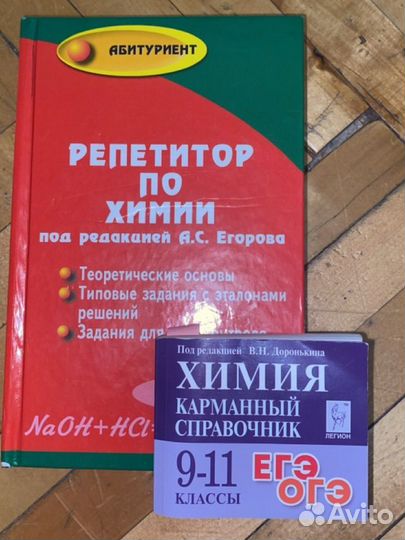 АБИТУРИЕНТ
РЕПЕТИТОР
ПО
ХИМИИ
под редакцией А.С. Егорова
Теоретические основы
Типовые задания с эталонами
решений
Задания для
NaOH+HCl=
Под редакцией В.Н. Доронькина
ХИМИЯ
КАРМАННЫЙ
СПРАВОЧНИК
ЛЕГИОН
9-11
КЛАССЫ
ЕГЭ
ОГЭ
Avito